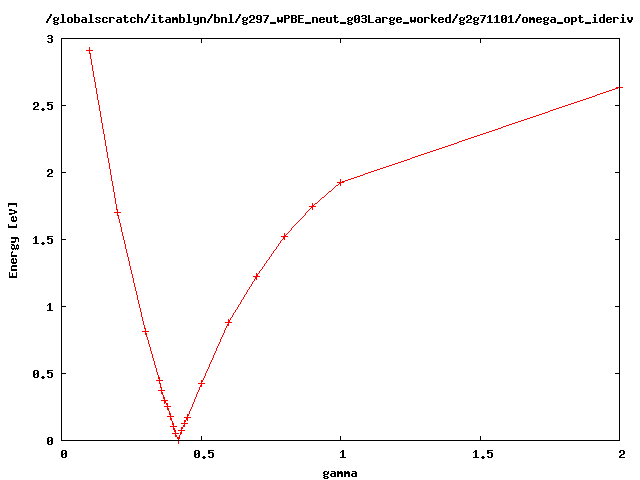 /globalscratch/itamblyn/bnl/g297_wPBE_neut_g03Large_worked/g2g71101/omega_opt_ideriv
3
2.5
2
1.5
1
0.5
0
Energy [eV]
0 0.5 1 1.5 2
gamma